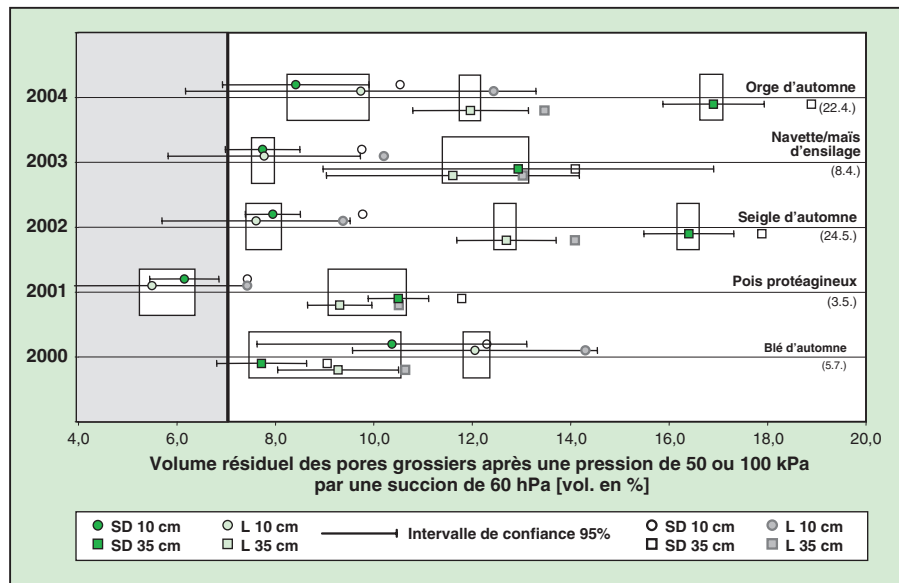 2004
Orge d'automne
(22.4.)
2003
Navette/maïs
d'ensilage
(8.4.)
2002
Seigle d'automne
(24.5.)
2001
Pois protéagineux
(3.5.)
2000
Blé d'automne
(5.7.)
4,0 6,0 8,0 10,0 12,0 14,0 16,0 18,0 20,0
Volume résiduel des pores grossiers après une pression de 50 ou 100 kPa
par une succion de 60 hPa [vol. en %]
SD 10 cm L 10 cm Intervalle de confiance 95% SD 10 cm L 10 cm
SD 35 cm L 35 cm SD 35 cm L 35 cm